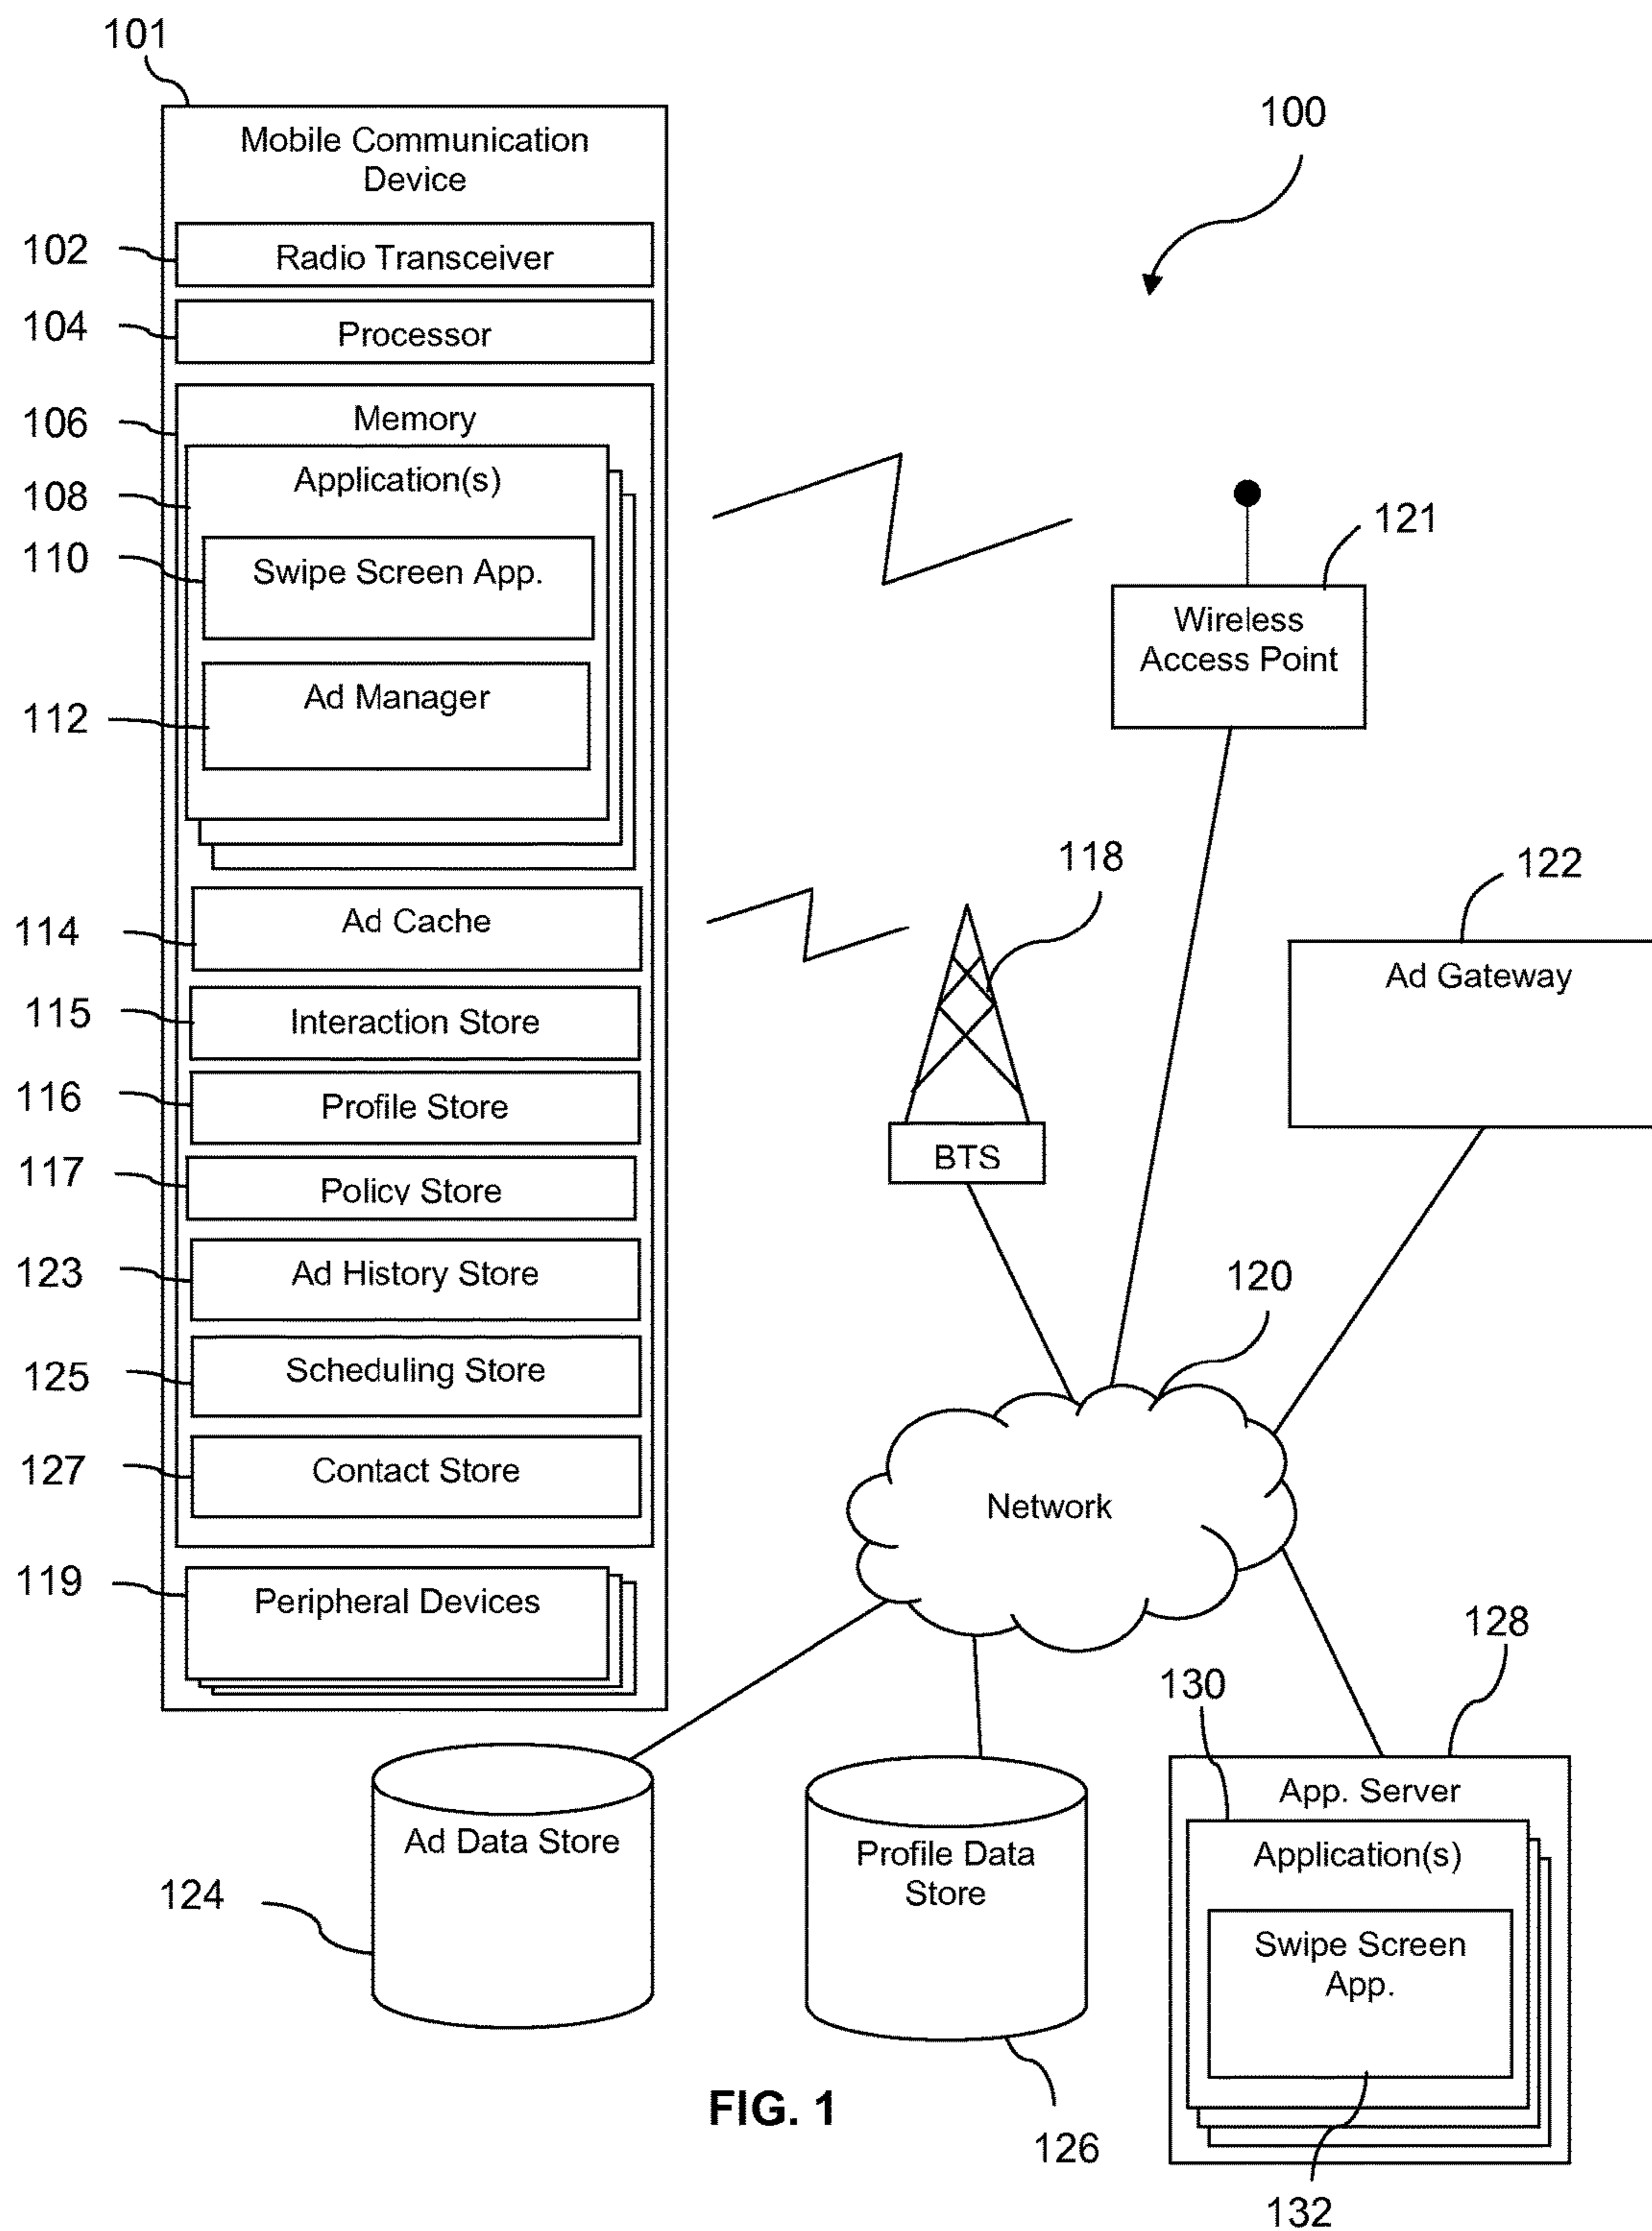 101
Mobile Communication
Device
100
102
Radio Transceiver
104
Processor
106
Memory
108
Application(s)
110
Swipe Screen App.
112
Ad Manager
121
Wireless
Access Point
118
BTS
122
Ad Gateway
114
Ad Cache
115
Interaction Store
116
Profile Store
117
Policy Store
123
Ad History Store
125
Scheduling Store
127
Contact Store
120
Network
119
Peripheral Devices
124
Ad Data Store
Profile Data
Store
126
128
App. Server
130
Application(s)
Swipe Screen
App.
132
FIG. 1